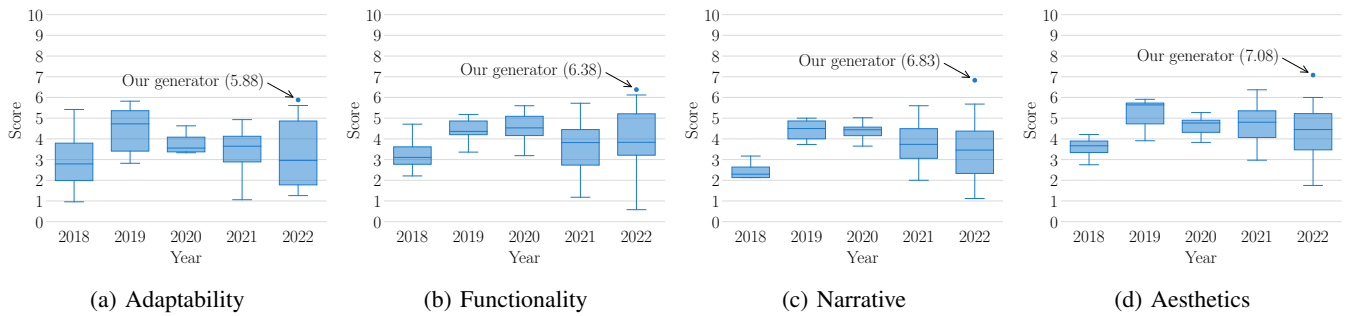 10
9
8
7
6
5
4
3
2
1
0
Score
Our generator (5.88)
2018 2019 2020 2021 2022
Year
(a) Adaptability
10
9
8
7
6
5
4
3
2
1
0
Score
Our generator (6.38)
2018 2019 2020 2021 2022
Year
(b) Functionality
10
9
8
7
6
5
4
3
2
1
0
Score
Our generator (6.83)
2018 2019 2020 2021 2022
Year
(c) Narrative
10
9
8
7
6
5
4
3
2
1
0
Score
Our generator (7.08)
2018 2019 2020 2021 2022
Year
(d) Aesthetics